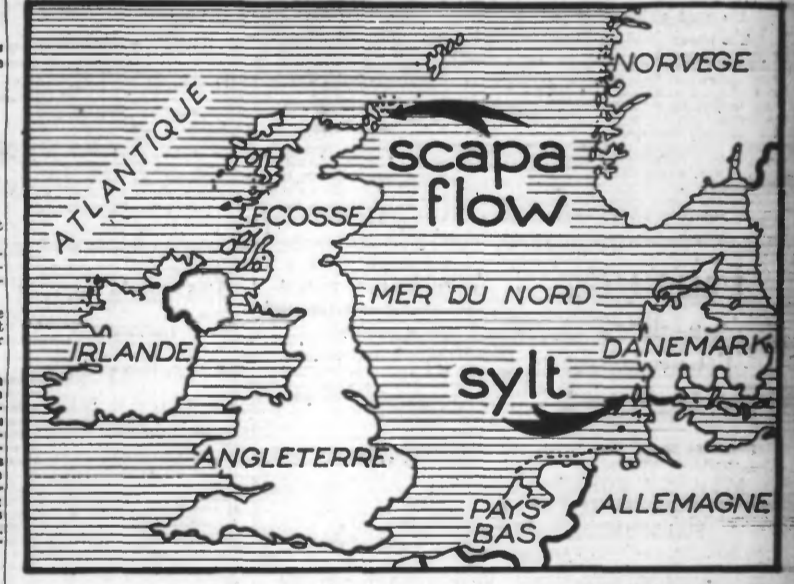 NORVEGE
ATLANTIQUE
scapa
flow
ECOSSE
MER DU NORD
IRLANDE
DANEMARK
sylt
ANGLETERRE
PAYS
BAS
ALLEMAGNE